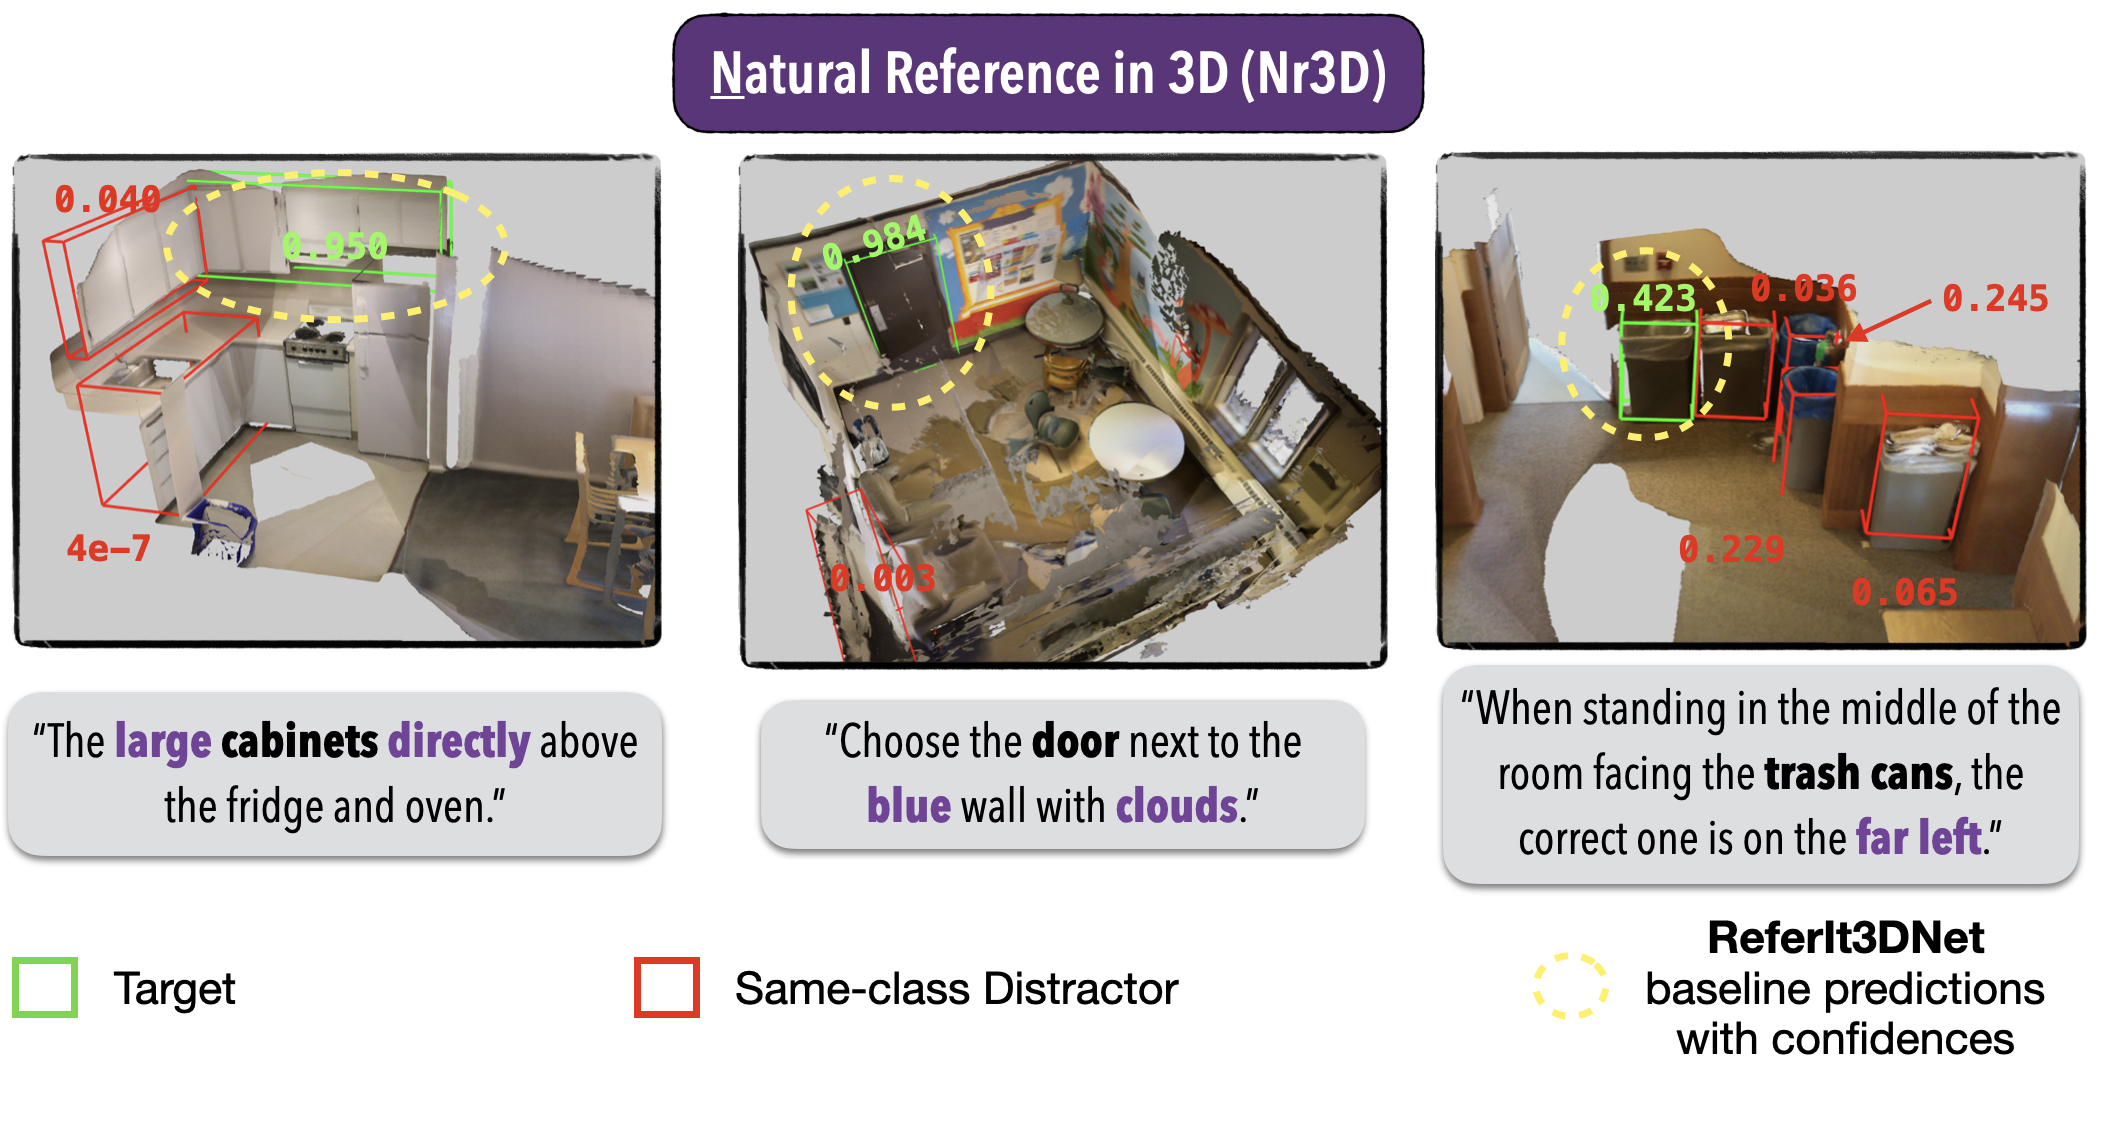 Natural Reference in 3D (Nr3D)
0.040
0.950
4e-7
0.984
0.003
0.423
0.036
0.245
0.229
0.065
“The large cabinets directly above
the fridge and oven.”
“Choose the door next to the
blue wall with clouds.”
“When standing in the middle of the
room facing the trash cans, the
correct one is on the far left.”
Target
Same-class Distractor
ReferIt3DNet
baseline predictions
with confidences